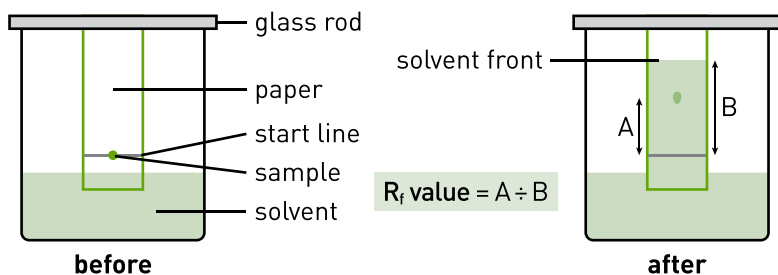 glass rod
paper
start line
sample
solvent
before
solvent front
A
B
R𝖿 value = A ÷ B
after